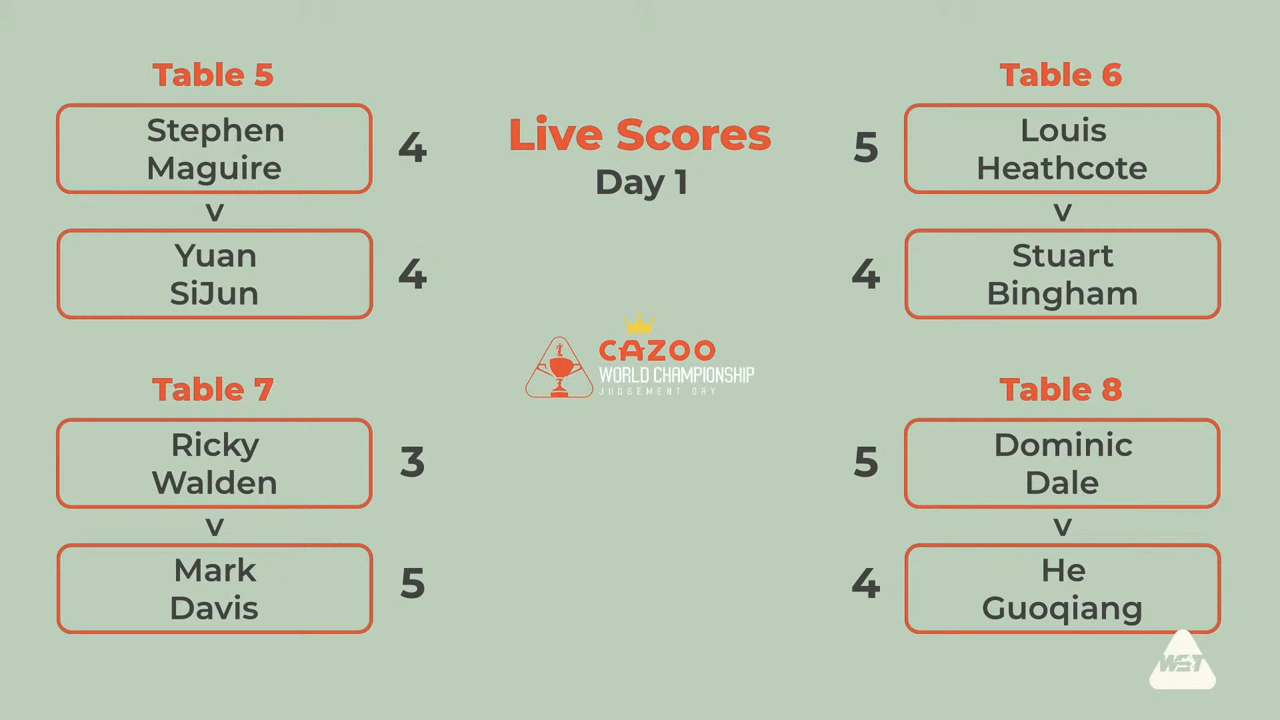 Live Scores
Day 1
Table 5
Stephen
Maguire
4
v
Yuan
SiJun
4
Table 6
Louis
Heathcote
5
v
Stuart
Bingham
4
CAZOO
WORLD CHAMPIONSHIP
JUDGEMENT DAY
Table 7
Ricky
Walden
3
v
Mark
Davis
5
Table 8
Dominic
Dale
5
v
He
Guoqiang
4
WST